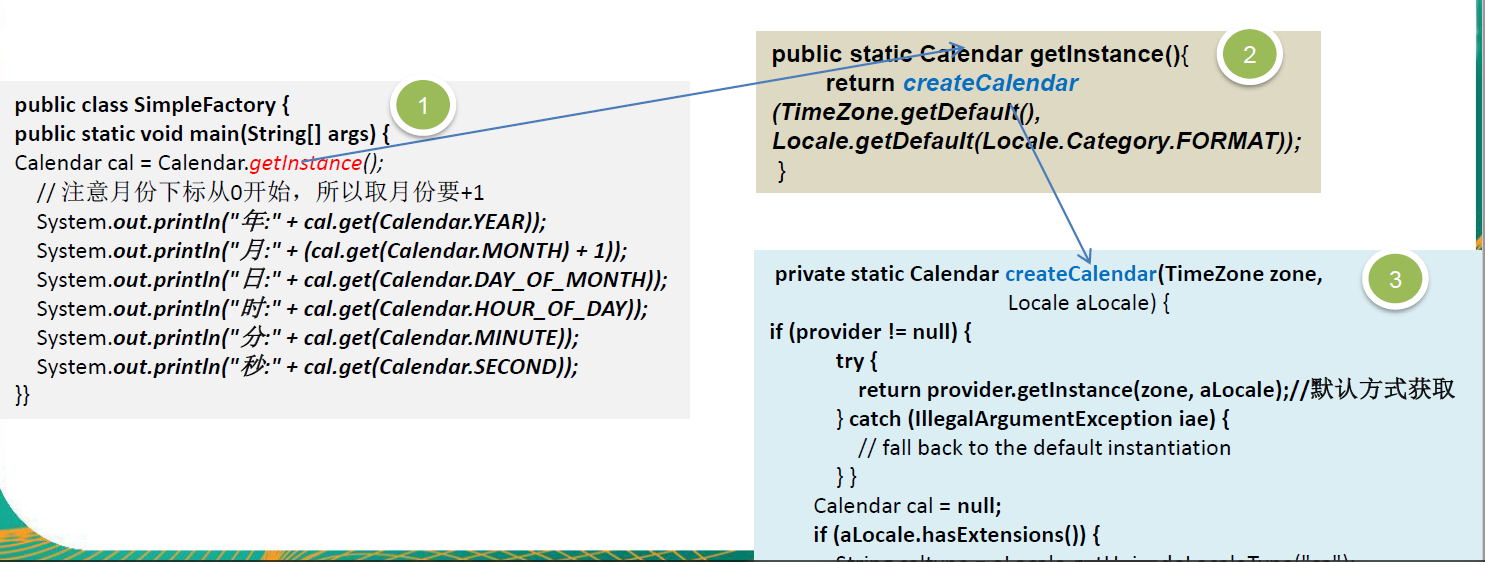 1
public class SimpleFactory {
public static void main(String[] args) {
Calendar cal = Calendar.getInstance();
// 注意月份下标从0开始，所以取月份要+1
System.out.println("年:" + cal.get(Calendar.YEAR));
System.out.println("月:" + (cal.get(Calendar.MONTH) + 1));
System.out.println("日:" + cal.get(Calendar.DAY_OF_MONTH));
System.out.println("时:" + cal.get(Calendar.HOUR_OF_DAY));
System.out.println("分:" + cal.get(Calendar.MINUTE));
System.out.println("秒:" + cal.get(Calendar.SECOND));
}}
2
public static Calendar getInstance(){
return createCalendar
(TimeZone.getDefault(),
Locale.getDefault(Locale.Category.FORMAT));
}
3
private static Calendar createCalendar(TimeZone zone,
Locale aLocale) {
if (provider != null) {
try {
return provider.getInstance(zone, aLocale);//默认方式获取
} catch (IllegalArgumentException iae) {
// fall back to the default instantiation
} }
Calendar cal = null;
if (aLocale.hasExtensions()) {